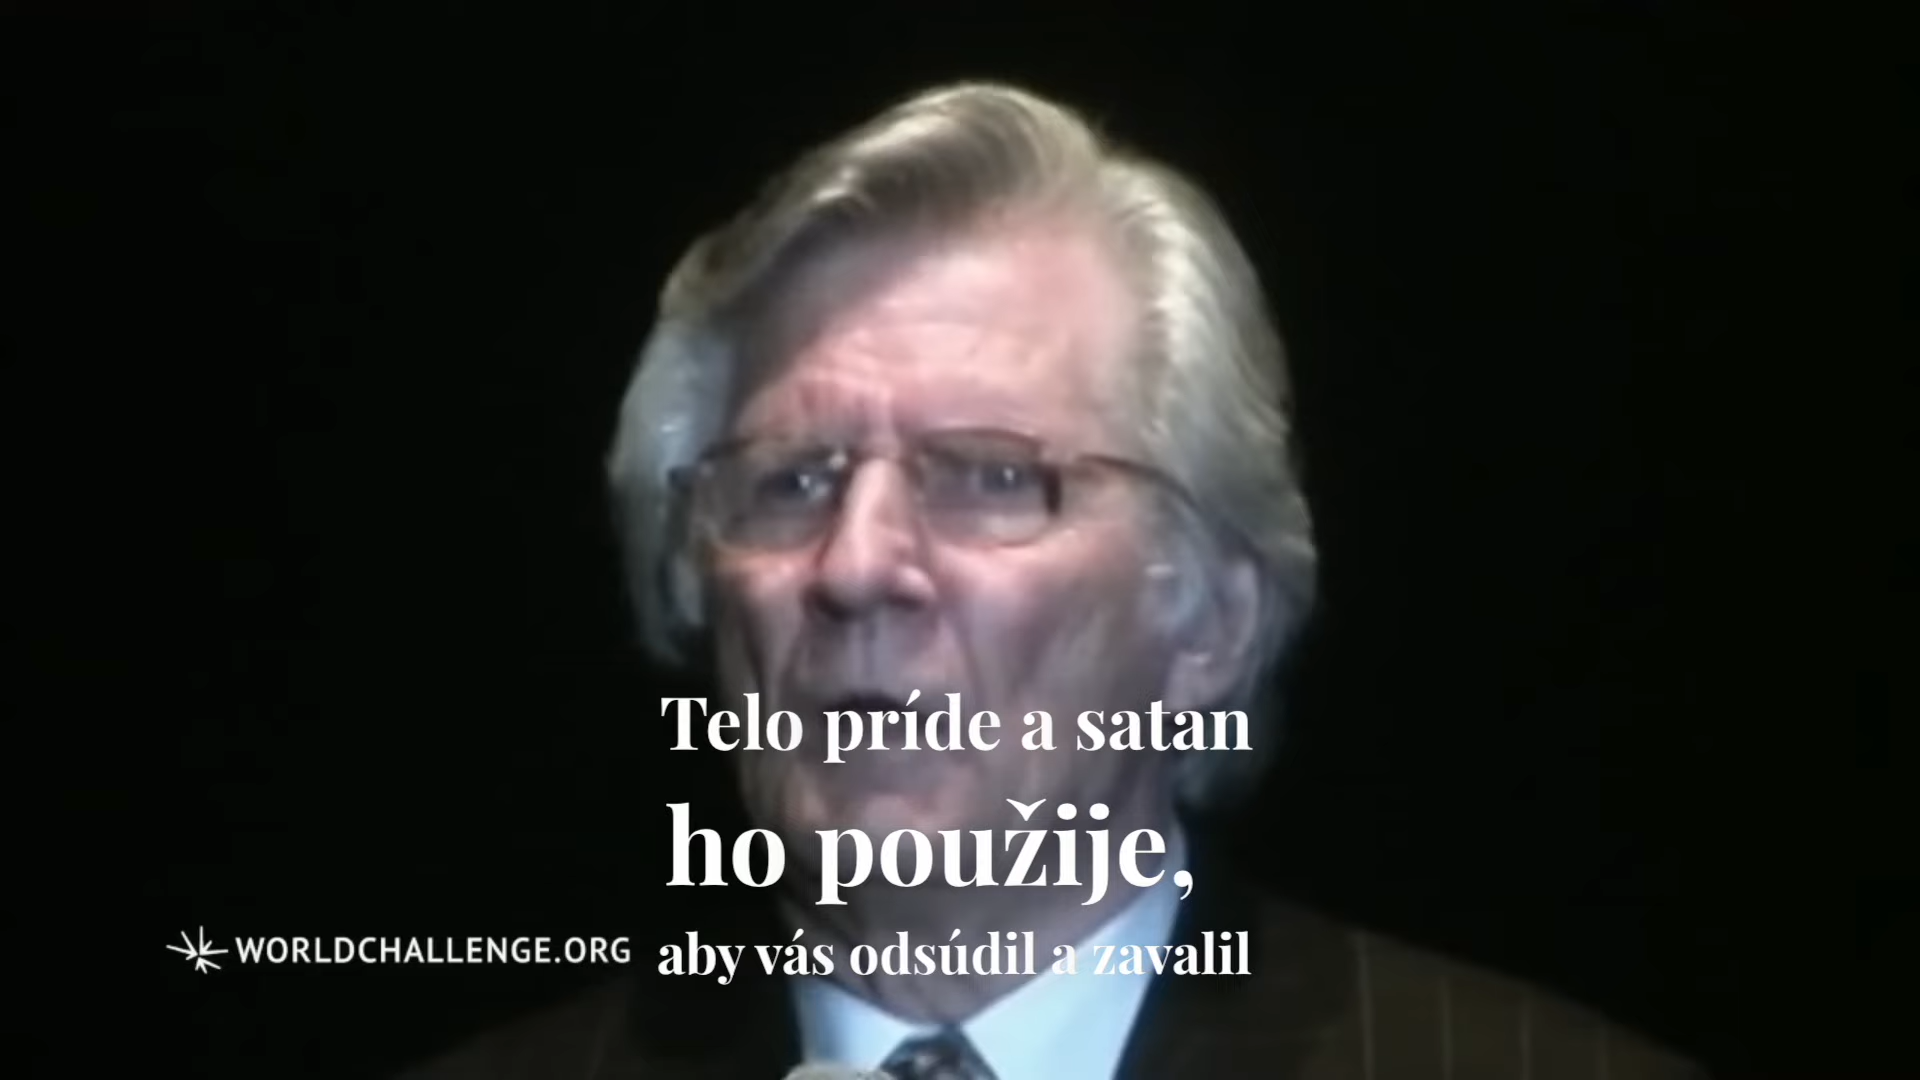 Telo príde a satan
ho použije,
aby vás odsúdil a zavalil
WORLDCHALLENGE.ORG